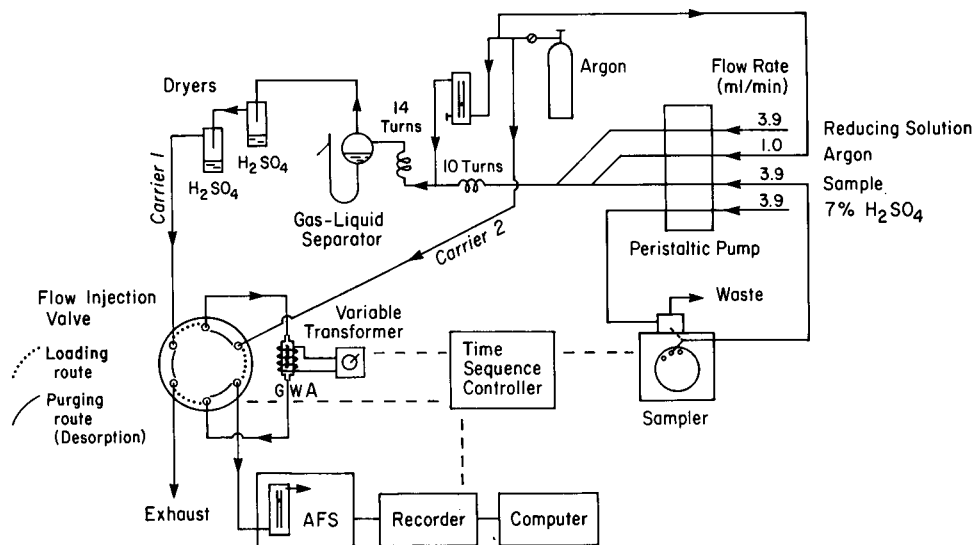 Argon
Flow Rate
(ml/min)
Dryers
14
Turns
3.9
Reducing Solution
1.0
Argon
10 Turns
3.9
Sample
3.9
7% H2SO4
H2SO4
H2SO4
Carrier 1
Gas-Liquid
Separator
Carrier 2
Peristaltic Pump
Waste
Flow Injection
Valve
Variable
Transformer
Loading
route
Time
Sequence
Controller
GWA
Purging
route
(Desorption)
Sampler
Exhaust
AFS
Recorder
Computer